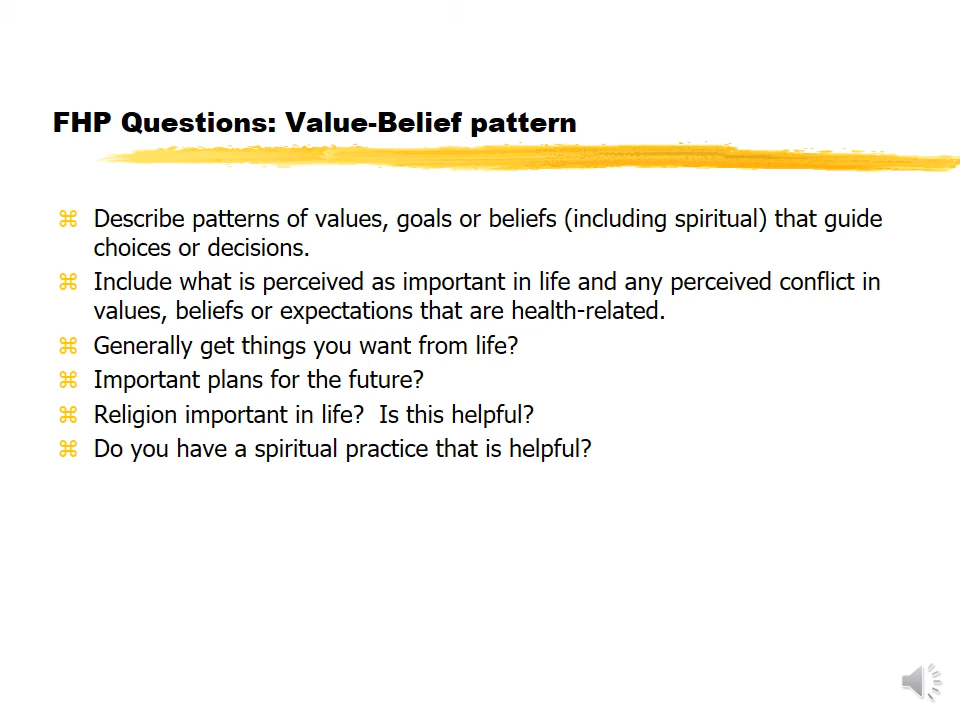 FHP Questions: Value-Belief pattern
⌘ Describe patterns of values, goals or beliefs (including spiritual) that guide
choices or decisions.
⌘ Include what is perceived as important in life and any perceived conflict in
values, beliefs or expectations that are health-related.
⌘ Generally get things you want from life?
⌘ Important plans for the future?
⌘ Religion important in life?  Is this helpful?
⌘ Do you have a spiritual practice that is helpful?